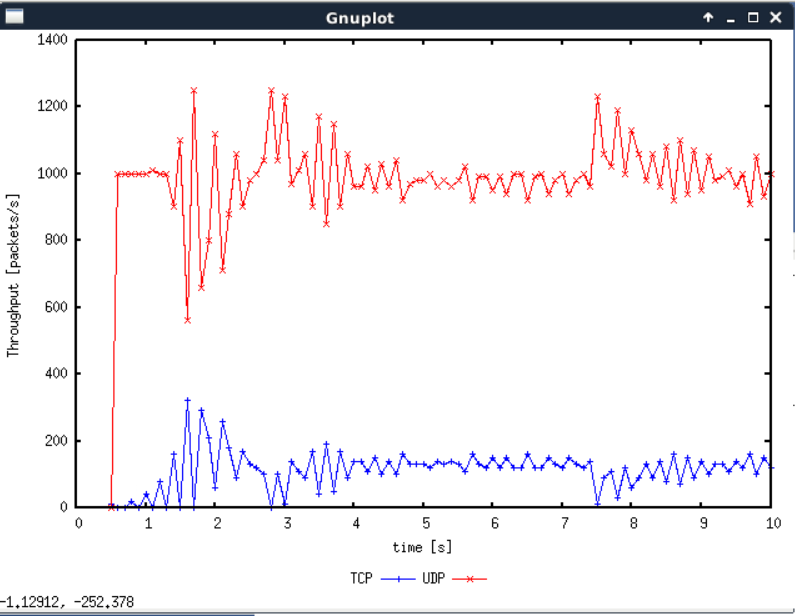 Gnuplot
1400
1200
1000
800
600
400
200
0
Throughput [packets/s]
0 1 2 3 4 5 6 7 8 9 10
time [s]
TCP UDP
-1,12912, -252,378